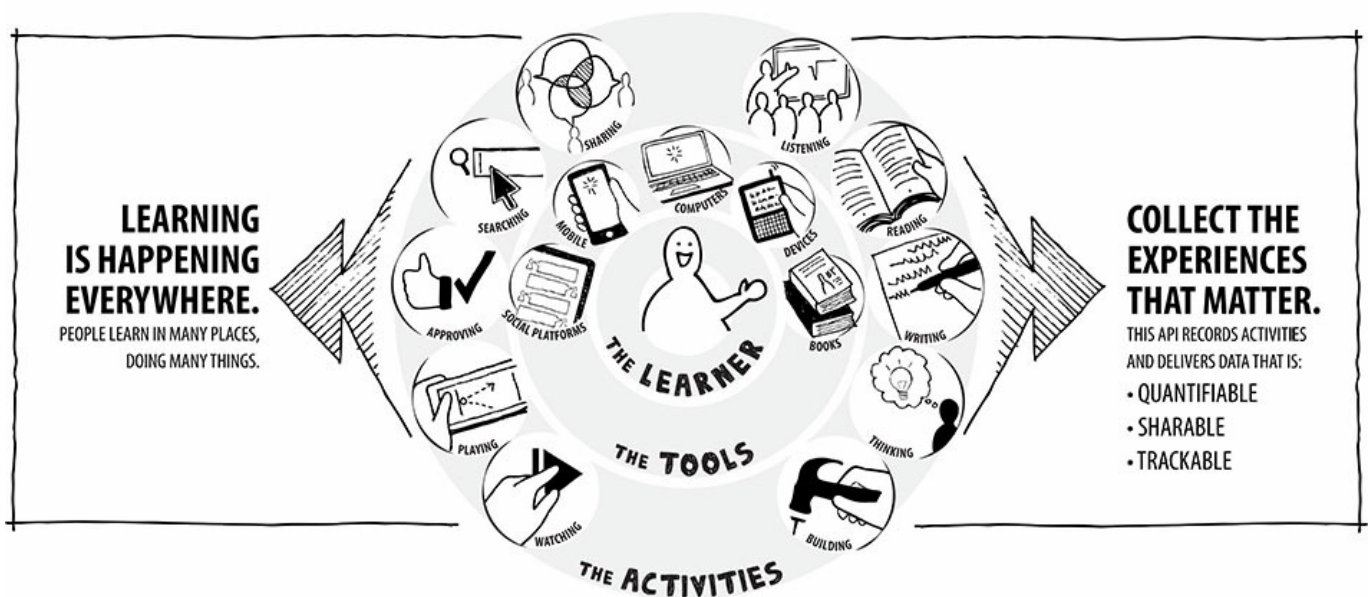 LEARNING
IS HAPPENING
EVERYWHERE.
PEOPLE LEARN IN MANY PLACES,
DOING MANY THINGS.
SHARING
LISTENING
SEARCHING
MOBILE
COMPUTERS
DEVICES
READING
APPROVING
SOCIAL PLATFORMS
BOOKS
WRITING
THE LEARNER
PLAYING
THINKING
THE TOOLS
WATCHING
BUILDING
THE ACTIVITIES
COLLECT THE
EXPERIENCES
THAT MATTER.
THIS API RECORDS ACTIVITIES
AND DELIVERS DATA THAT IS:
• QUANTIFIABLE
• SHARABLE
• TRACKABLE